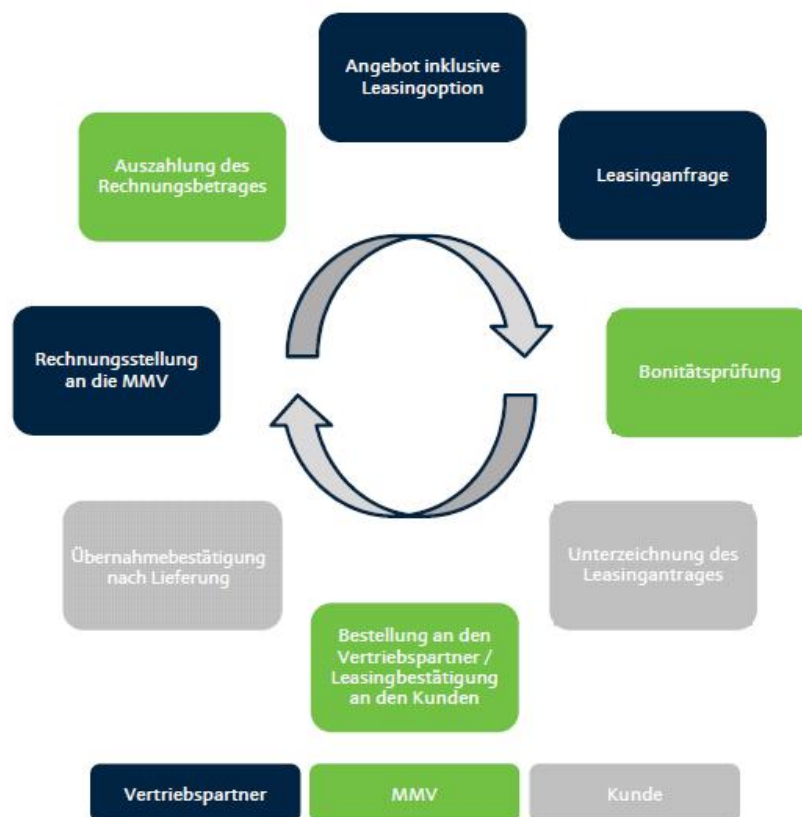 Angebot inklusive
Leasingoption
Leasinganfrage
Bonitätsprüfung
Unterzeichnung des
Leasingantrages
Bestellung an den
Vertriebspartner /
Leasingbestätigung
an den Kunden
Übernahmebestätigung
nach Lieferung
Rechnungsstellung
an die MMV
Auszahlung des
Rechnungsbetrages
Vertriebspartner
MMV
Kunde